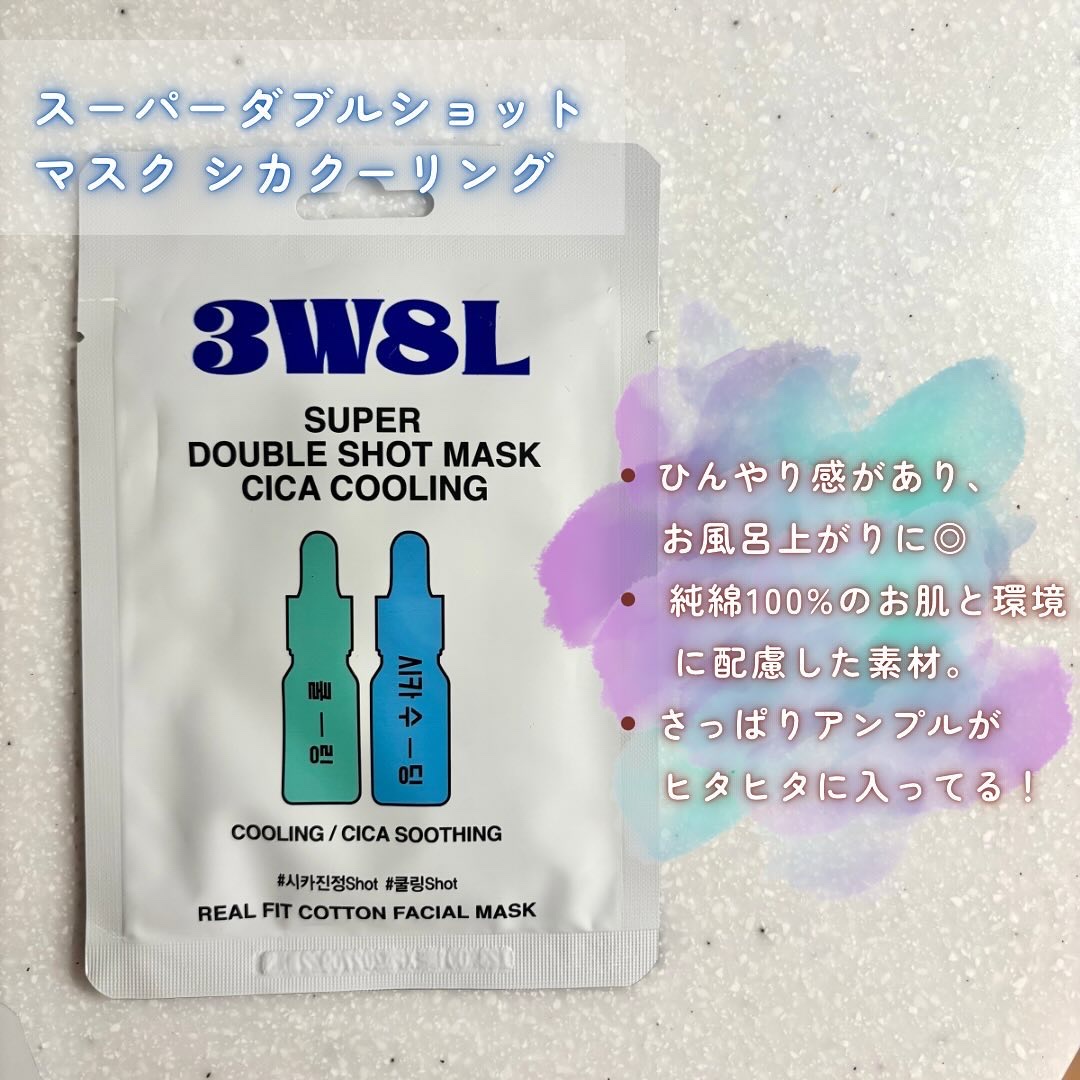 スーパーダブルショット
マスク シカクーリング
3W8L
SUPER
DOUBLE SHOT MASK
CICA COOLING
쿨ー링
시카수ー딩
COOLING / CICA SOOTHING
#시카진정Shot #쿨링Shot
REAL FIT COTTON FACIAL MASK
• ひんやり感があり、
お風呂上がりに◎
• 純綿100%のお肌と環境
に配慮した素材。
• さっぱりアンプルが
ヒタヒタに入ってる！